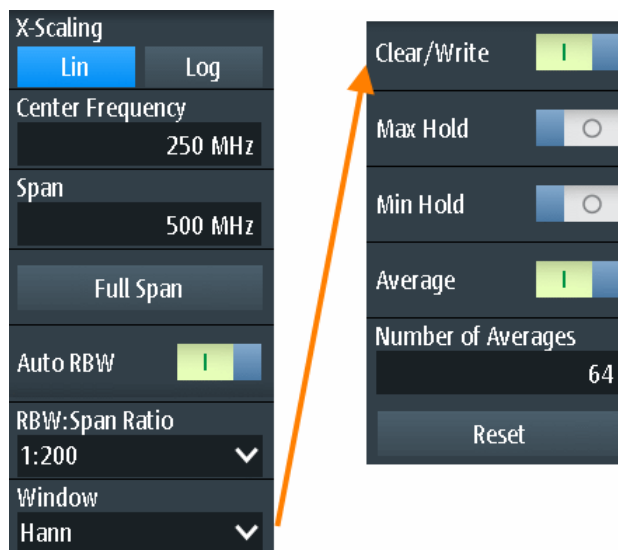 X-Scaling
Lin
Log
Center Frequency
250 MHz
Span
500 MHz
Full Span
Auto RBW
I
RBW:Span Ratio
1:200
Window
Hann
Clear/Write
I
Max Hold
Min Hold
Average
I
Number of Averages
64
Reset